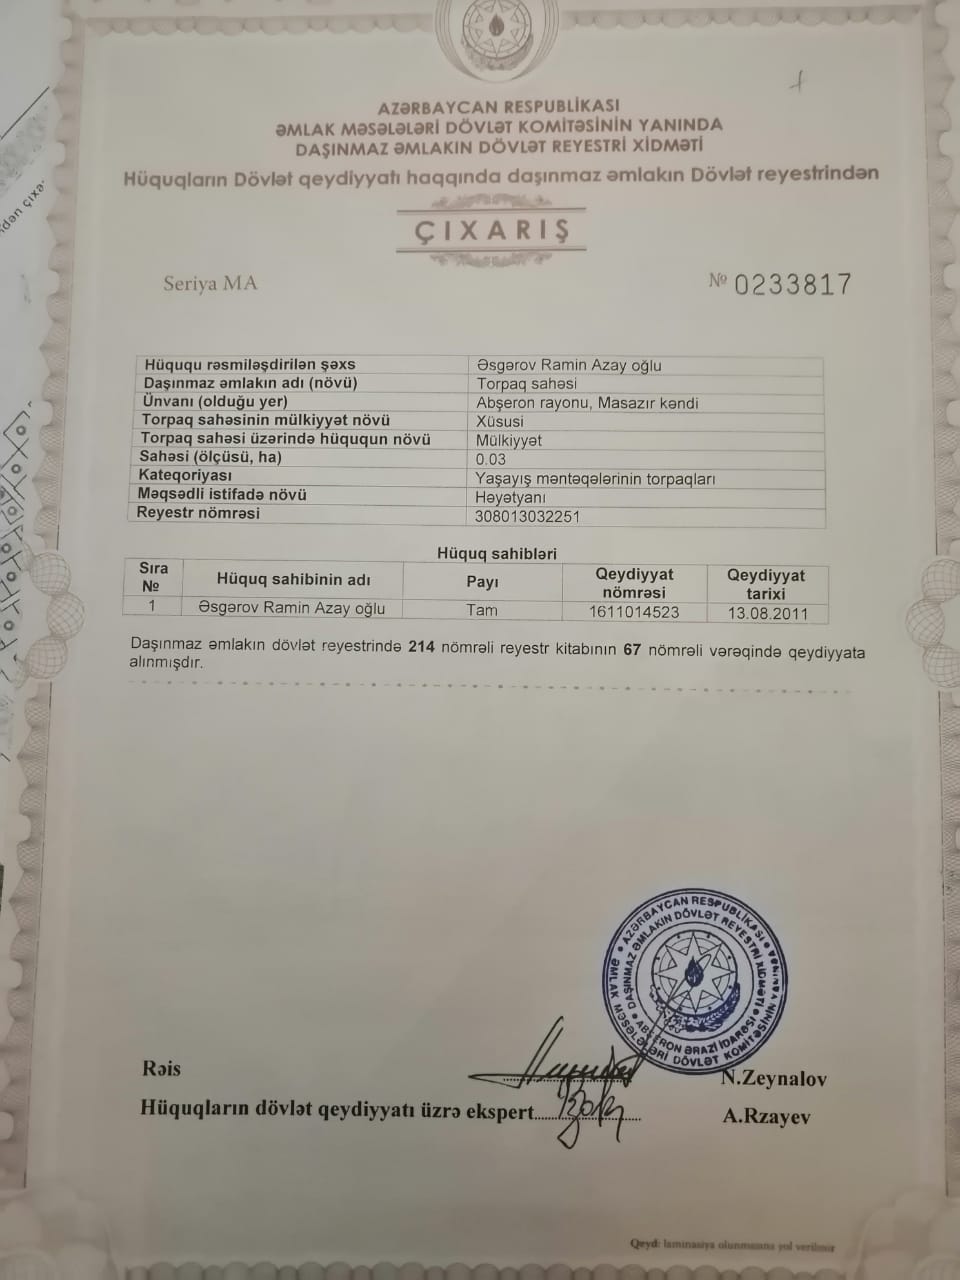 AZƏRBAYCAN RESPUBLİKASI
ƏMLAK MƏSƏLƏLƏRİ DÖVLƏT KOMİTƏSİNİN YANINDA
DAŞINMAZ ƏMLAKIN DÖVLƏT REYESTRİ XİDMƏTİ
Hüquqların Dövlət qeydiyyatı haqqında daşınmaz əmlakın Dövlət reyestrindən
ÇIXARIŞ
Seriya MA № 0233817
Hüququ rəsmiləşdirilən şəxs Əsgərov Ramin Azay oğlu
Daşınmaz əmlakın adı (növü) Torpaq sahəsi
Ünvanı (olduğu yer) Abşeron rayonu, Masazır kəndi
Torpaq sahəsinin mülkiyyət növü Xüsusi
Torpaq sahəsi üzərində hüququn növü Mülkiyyət
Sahəsi (ölçüsü, ha) 0.03
Kateqoriyası Yaşayış məntəqələrinin torpaqları
Məqsədli istifadə növü Həyətyanı
Reyestr nömrəsi 308013032251
Hüquq sahibləri
Sıra № Hüquq sahibinin adı Payı Qeydiyyat nömrəsi Qeydiyyat tarixi
1 Əsgərov Ramin Azay oğlu Tam 1611014523 13.08.2011
Daşınmaz əmlakın dövlət reyestrində 214 nömrəli reyestr kitabının 67 nömrəli vərəqində qeydiyyata
alınmışdır.
AZƏRBAYCAN RESPUBLİKASI
ƏMLAK MƏSƏLƏLƏRİ DÖVLƏT KOMİTƏSİNİN YANINDA
DAŞINMAZ ƏMLAKIN DÖVLƏT REYESTRİ XİDMƏTİ
ABŞERON ƏRAZİ İDARƏSİ
Rəis N.Zeynalov
Hüquqların dövlət qeydiyyatı üzrə ekspert A.Rzayev
Qeyd: laminasiya olunmasına yol verilmir